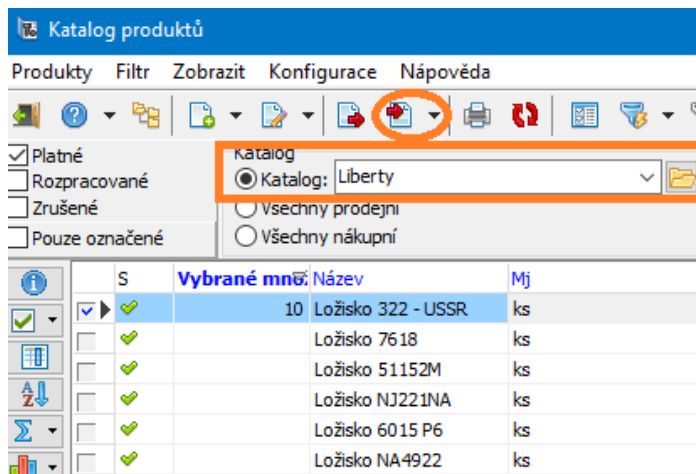 Katalog produktů
Produkty Filtr Zobrazit Konfigurace Nápověda
Platné
Rozpracované
Zrušené
Pouze označené
Katalog
Katalog: Liberty
Všechny prodejní
Všechny nákupní
S Vybrané množ Název Mj
10 Ložisko 322 - USSR ks
Ložisko 7618 ks
Ložisko 51152M ks
Ložisko NJ221NA ks
Ložisko 6015 P6 ks
Ložisko NA4922 ks